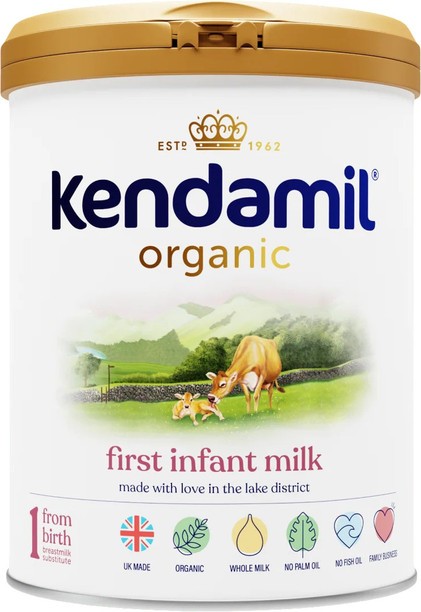 ESTD 1962
Kendamil®
organic
first infant milk
made with love in the lake district
1 from
birth
breastmilk
substitute
UK MADE
ORGANIC
WHOLE MILK
NO PALM OIL
NO FISH OIL
FAMILY BUSINESS